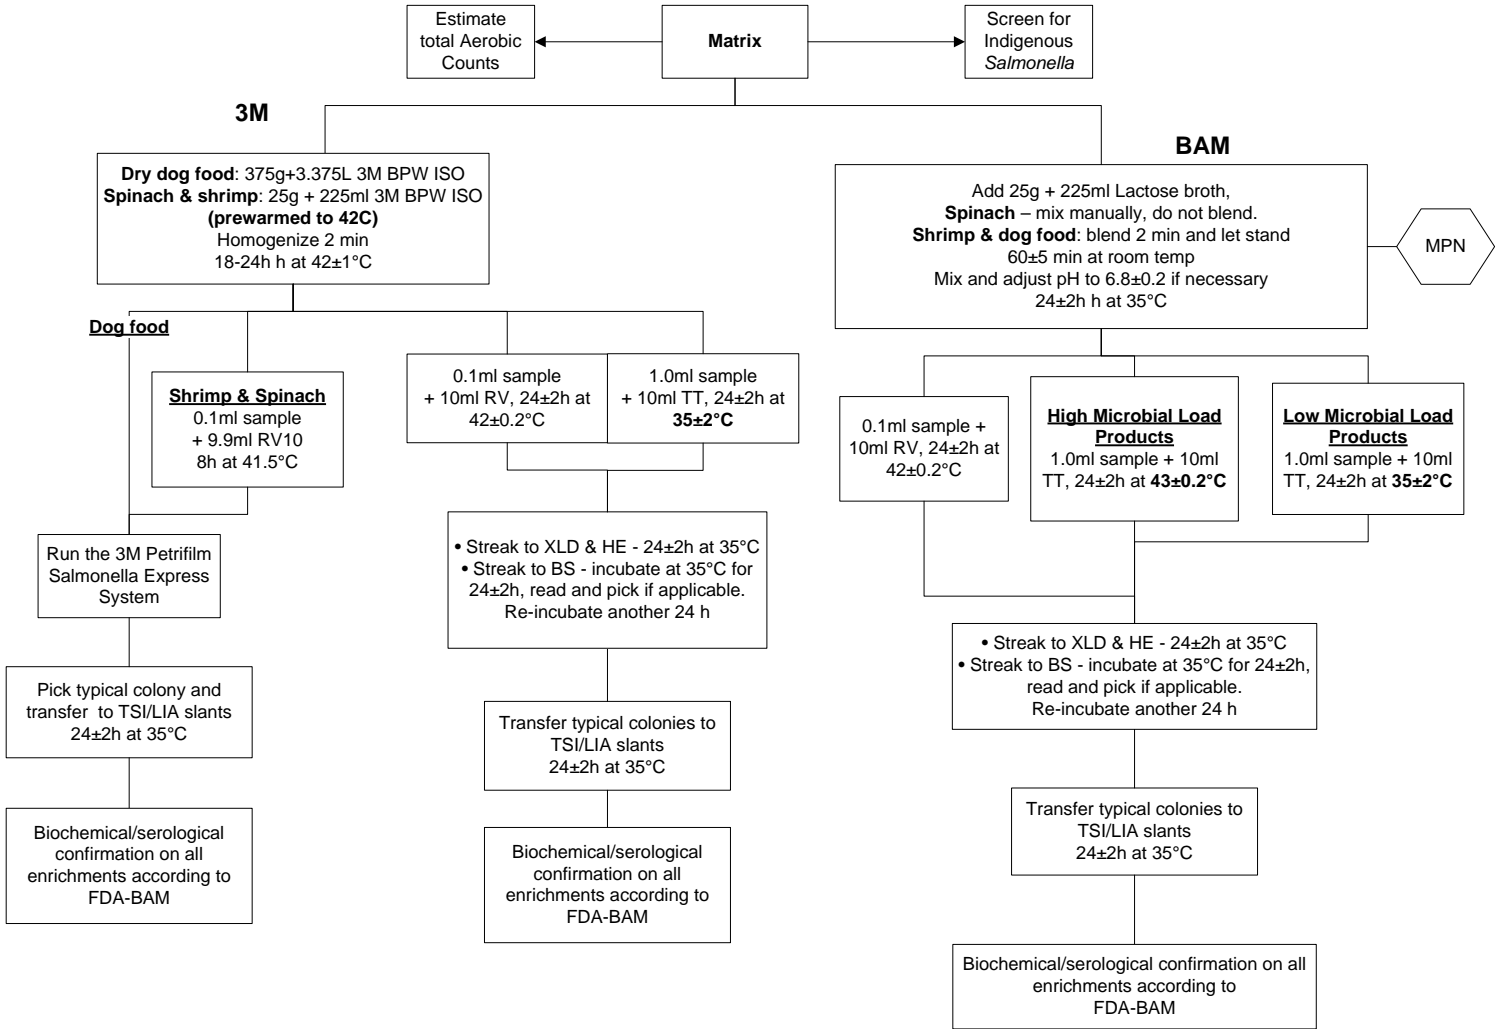 Estimate
total Aerobic
Counts
Matrix
Screen for
Indigenous
Salmonella
3M
Dry dog food: 375g+3.375L 3M BPW ISO
Spinach & shrimp: 25g + 225ml 3M BPW ISO
(prewarmed to 42C)
Homogenize 2 min
18-24h h at 42±1°C
BAM
Add 25g + 225ml Lactose broth,
Spinach – mix manually, do not blend.
Shrimp & dog food: blend 2 min and let stand
60±5 min at room temp
Mix and adjust pH to 6.8±0.2 if necessary
24±2h h at 35°C
MPN
Dog food
Shrimp & Spinach
0.1ml sample
+ 9.9ml RV10
8h at 41.5°C
0.1ml sample
+ 10ml RV, 24±2h at
42±0.2°C
1.0ml sample
+ 10ml TT, 24±2h at
35±2°C
0.1ml sample +
10ml RV, 24±2h at
42±0.2°C
High Microbial Load
Products
1.0ml sample + 10ml
TT, 24±2h at 43±0.2°C
Low Microbial Load
Products
1.0ml sample + 10ml
TT, 24±2h at 35±2°C
Run the 3M Petrifilm
Salmonella Express
System
• Streak to XLD & HE - 24±2h at 35°C
• Streak to BS - incubate at 35°C for
24±2h, read and pick if applicable.
Re-incubate another 24 h
• Streak to XLD & HE - 24±2h at 35°C
• Streak to BS - incubate at 35°C for 24±2h,
read and pick if applicable.
Re-incubate another 24 h
Pick typical colony and
transfer to TSI/LIA slants
24±2h at 35°C
Transfer typical colonies to
TSI/LIA slants
24±2h at 35°C
Transfer typical colonies to
TSI/LIA slants
24±2h at 35°C
Biochemical/serological
confirmation on all
enrichments according to
FDA-BAM
Biochemical/serological
confirmation on all
enrichments according to
FDA-BAM
Biochemical/serological confirmation on all
enrichments according to
FDA-BAM